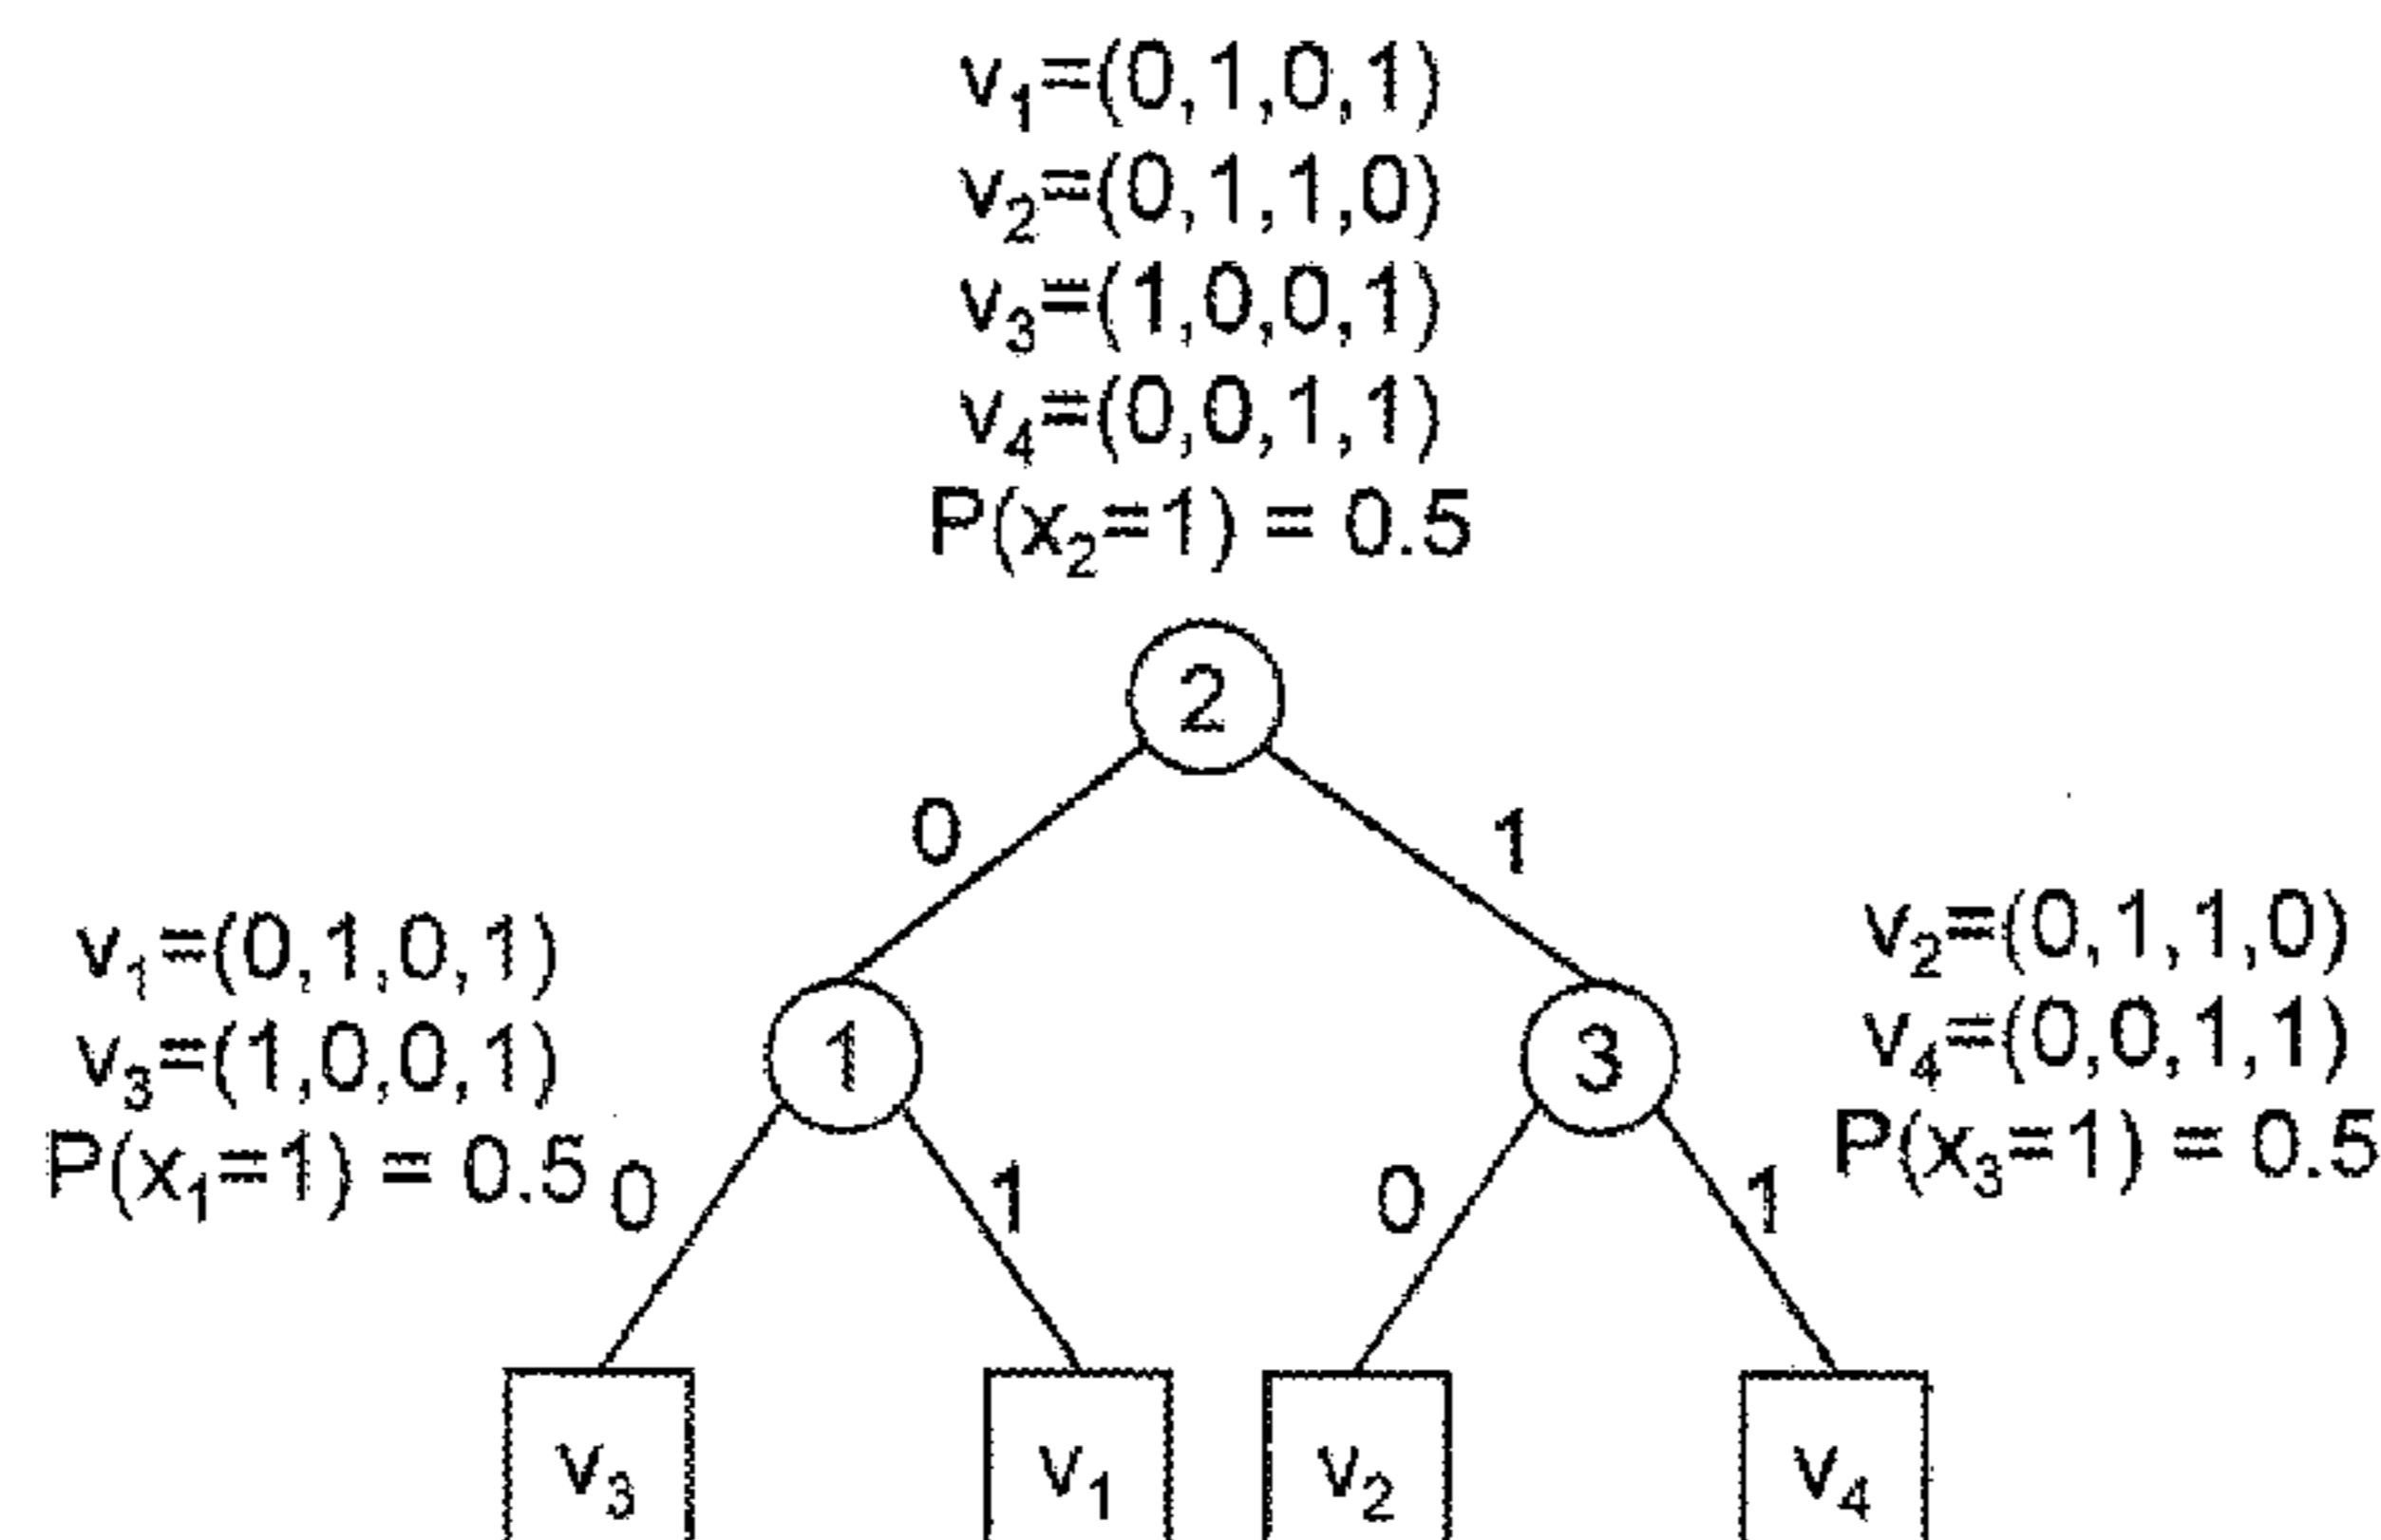 v₁=(0,1,0,1)
v₂=(0,1,1,0)
v₃=(1,0,0,1)
v₄=(0,0,1,1)
P(x₂=1) = 0.5
2
0
1
v₁=(0,1,0,1)
v₃=(1,0,0,1)
P(x₁=1) = 0.5
1
3
v₂=(0,1,1,0)
v₄=(0,0,1,1)
P(x₃=1) = 0.5
0
1
0
1
v₃
v₁
v₂
v₄